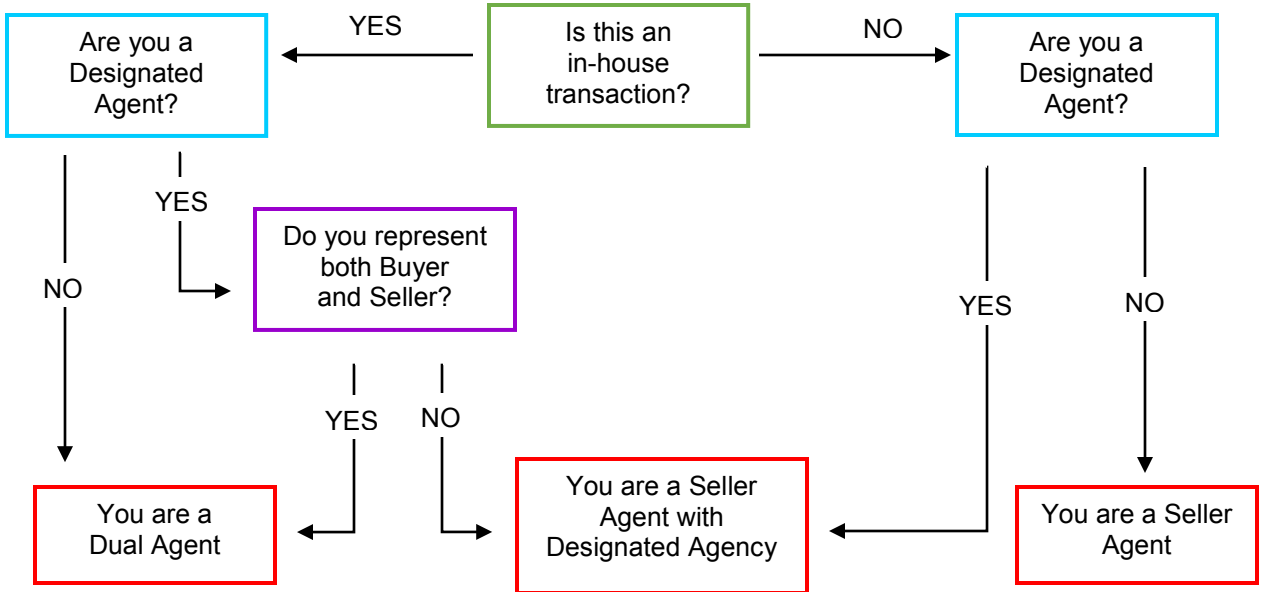 YES
NO
Are you a
Designated
Agent?
Is this an
in-house
transaction?
Are you a
Designated
Agent?
YES
Do you represent
both Buyer
and Seller?
NO
YES
NO
YES
NO
You are a
Dual Agent
You are a Seller
Agent with
Designated Agency
You are a Seller
Agent